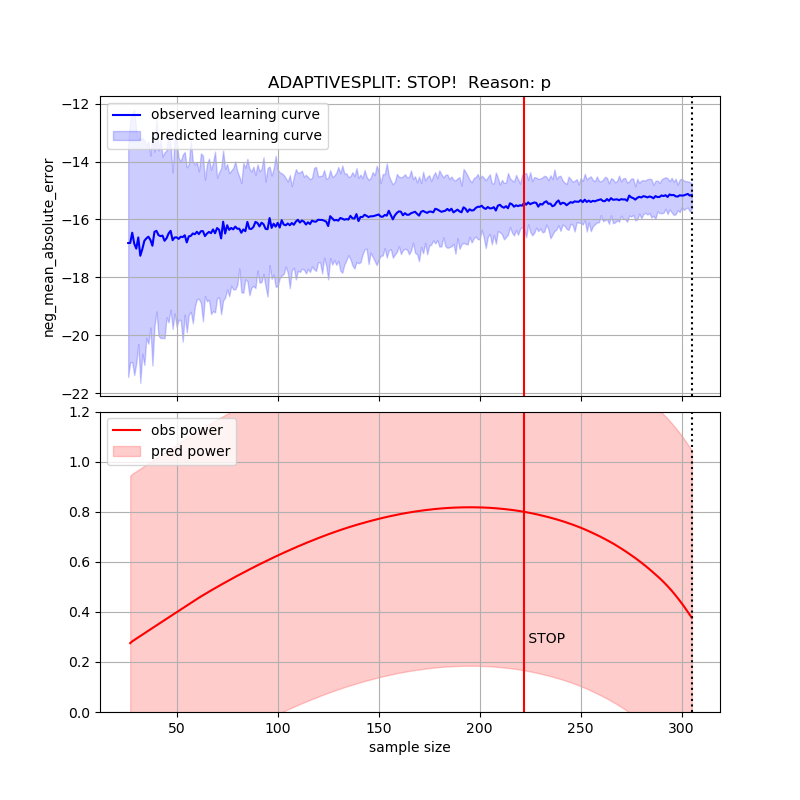 ADAPTIVESPLIT: STOP!  Reason: p
neg_mean_absolute_error
−12
−14
−16
−18
−20
−22
observed learning curve
predicted learning curve
1.2
1.0
0.8
0.6
0.4
0.2
0.0
obs power
pred power
STOP
50 100 150 200 250 300
sample size